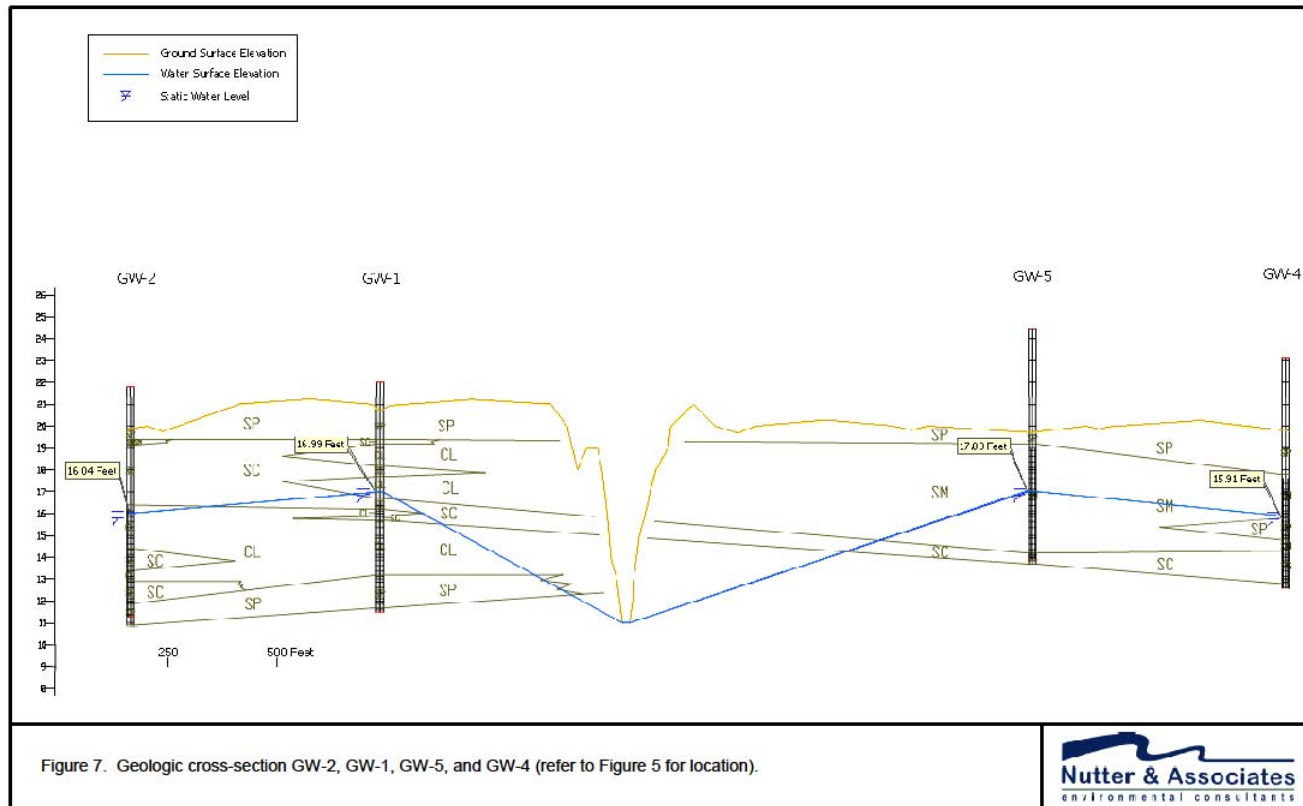 Ground Surface Elevation
Water Surface Elevation
Static Water Level
GW-2
GW-1
GW-5
GW-4
26
25
24
23
22
21
20
19
18
17
16
15
14
13
12
11
10
9
8
16.04 Feet
16.99 Feet
17.00 Feet
15.91 Feet
SP
SP
SP
SP
SC
CL
SC
CL
SM
SM
CL
SC
SC
SP
SC
CL
CL
SC
SC
SC
SP
SP
250
500 Feet
Figure 7. Geologic cross-section GW-2, GW-1, GW-5, and GW-4 (refer to Figure 5 for location).
Nutter & Associates
environmental consultants